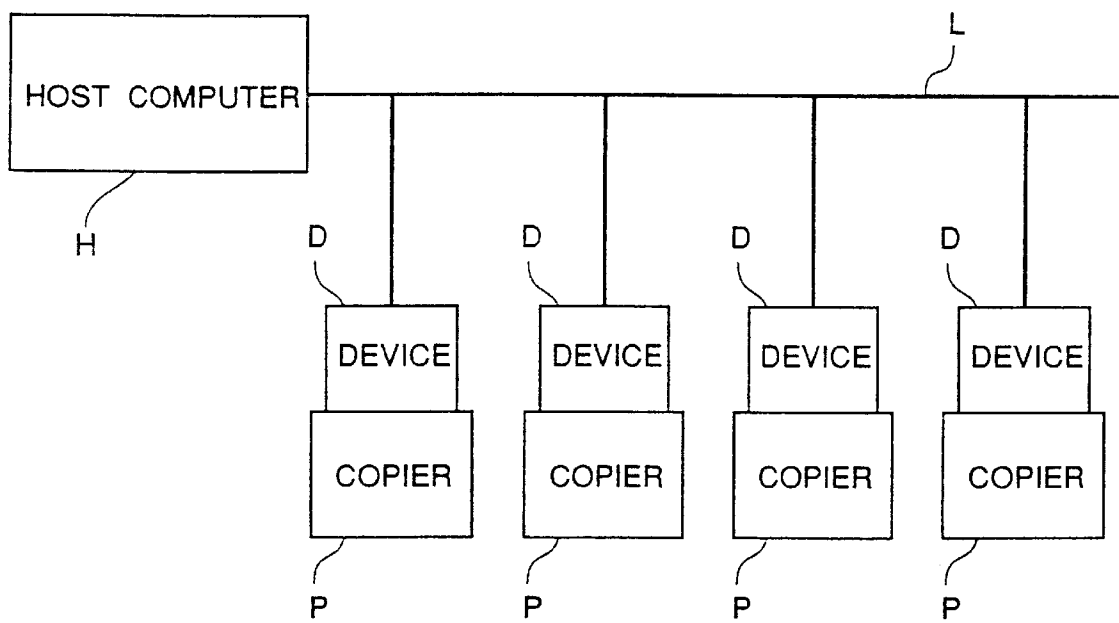 L
HOST COMPUTER
H
D D D D
DEVICE DEVICE DEVICE DEVICE
COPIER COPIER COPIER COPIER
P P P P